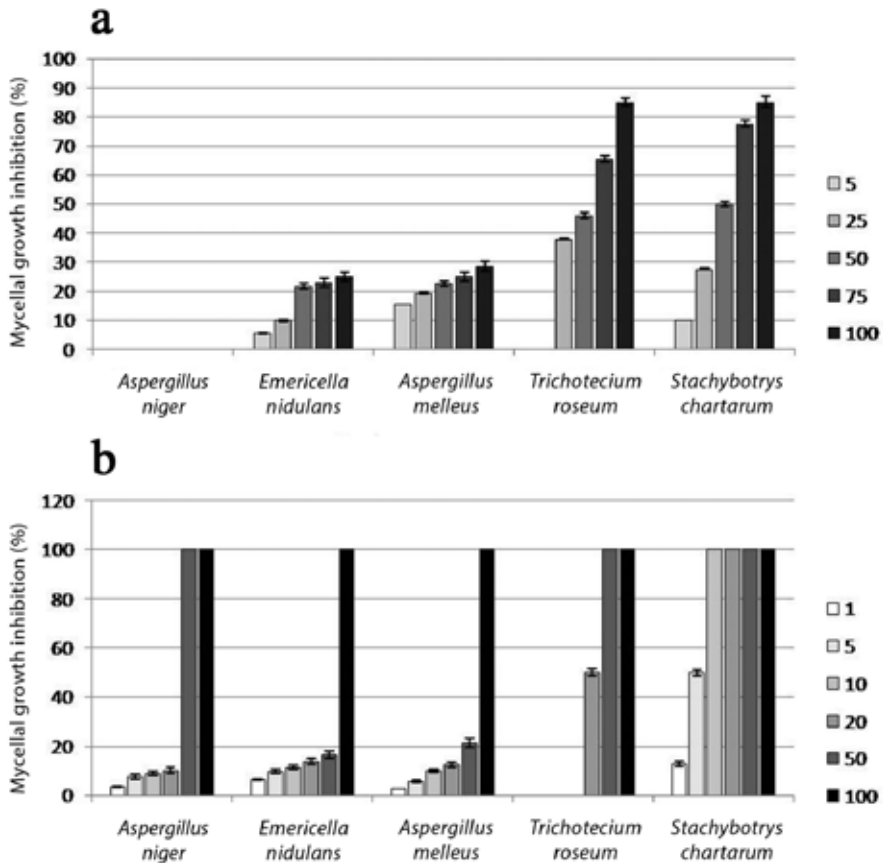 a
Mycellal growth inhibition (%)
100
90
80
70
60
50
40
30
20
10
0
Aspergillus
niger
Emericella
nidulans
Aspergillus
melleus
Trichotecium
roseum
Stachybotrys
chartarum
5
25
50
75
100
b
Mycellal growth inhibition (%)
120
100
80
60
40
20
0
Aspergillus
niger
Emericella
nidulans
Aspergillus
melleus
Trichotecium
roseum
Stachybotrys
chartarum
1
5
10
20
50
100